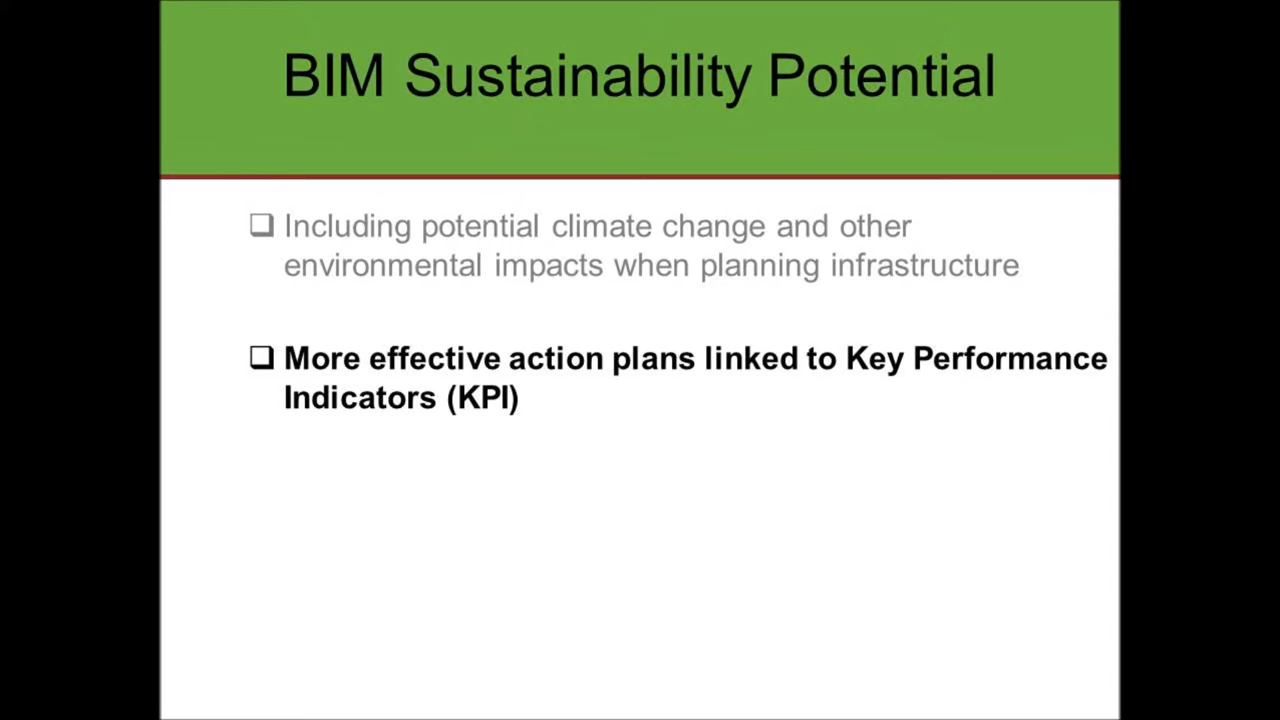 BIM Sustainability Potential
❑ Including potential climate change and other
environmental impacts when planning infrastructure
❑ More effective action plans linked to Key Performance
Indicators (KPI)